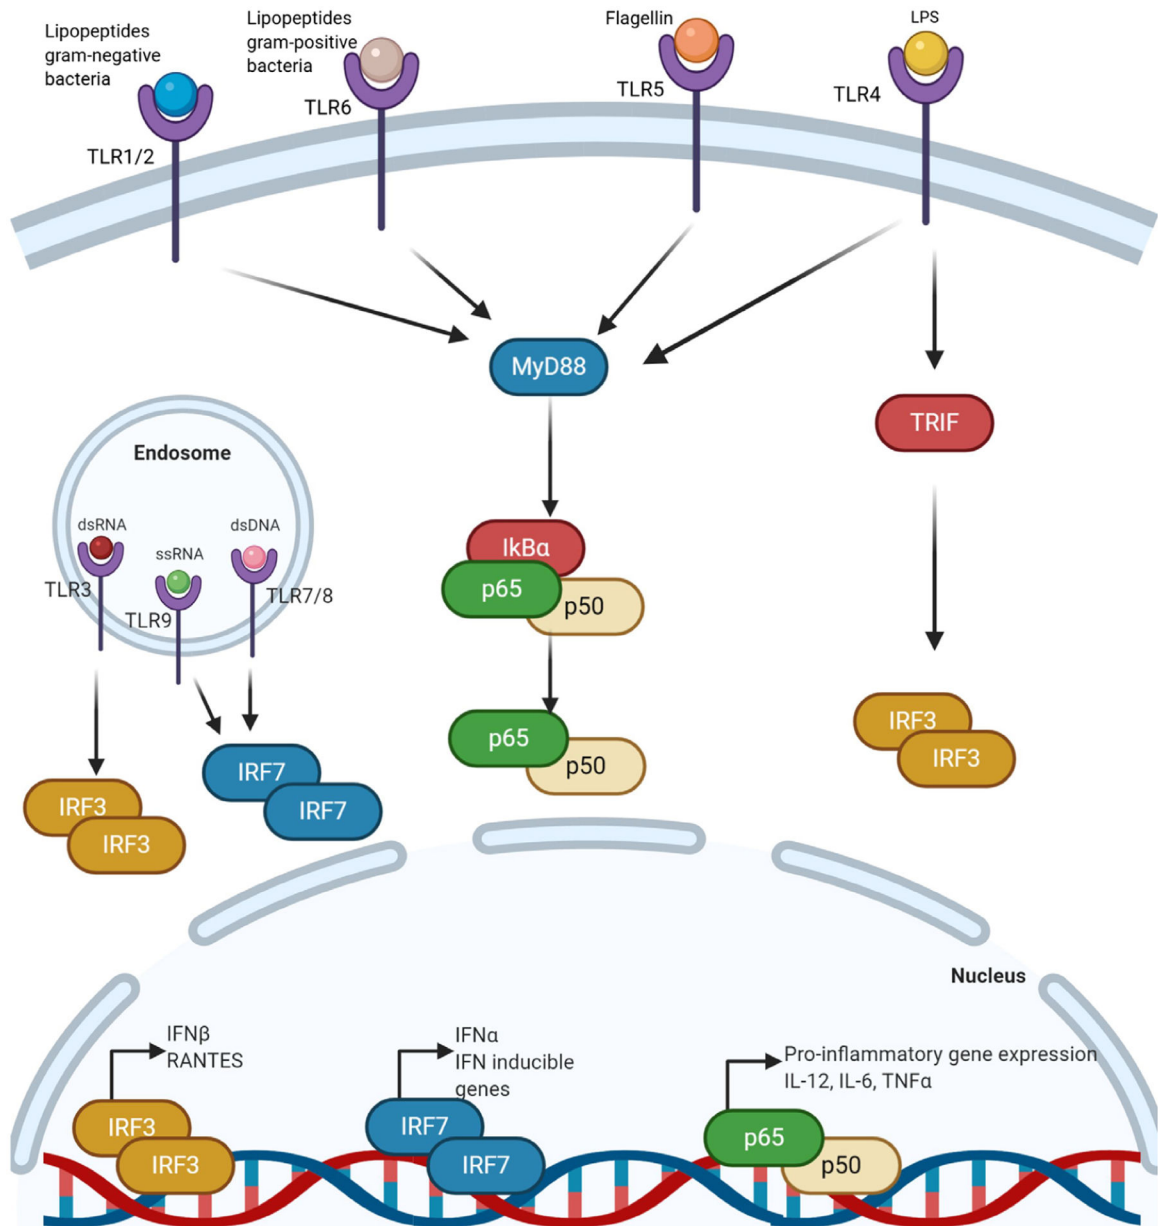 Lipopeptides
gram-negative
bacteria
TLR1/2
Lipopeptides
gram-positive
bacteria
TLR6
Flagellin
TLR5
LPS
TLR4
MyD88
TRIF
Endosome
dsRNA
TLR3
ssRNA
TLR9
dsDNA
TLR7/8
IkBα
p65
p50
p65
p50
IRF3
IRF3
IRF7
IRF7
IRF3
IRF3
Nucleus
IFNβ
RANTES
IRF3
IRF3
IFNα
IFN inducible
genes
IRF7
IRF7
Pro-inflammatory gene expression
IL-12, IL-6, TNFα
p65
p50